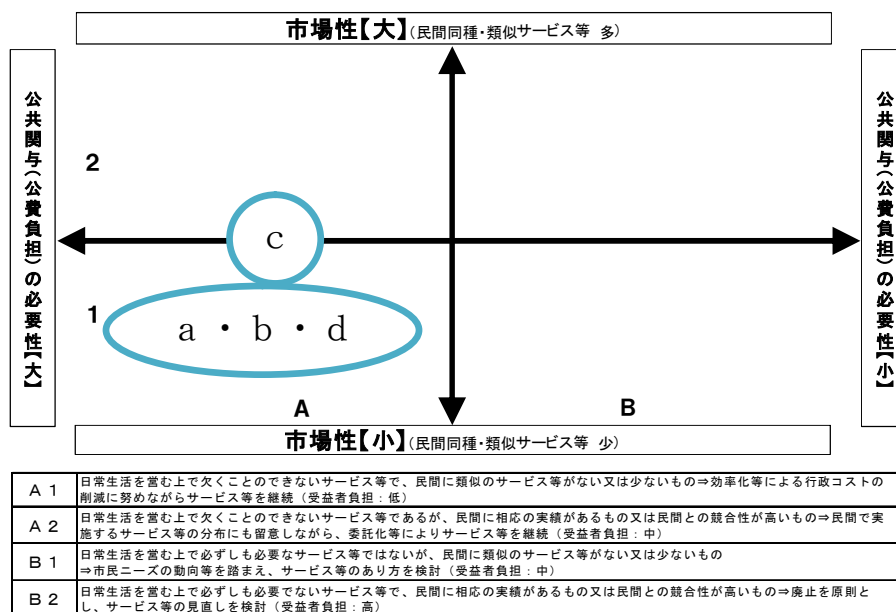 市場性【大】(民間同種・類似サービス等 多)
公共関与(公費負担)の必要性【大】
公共関与(公費負担)の必要性【小】
2
c
1
a ・ b ・ d
A
B
市場性【小】(民間同種・類似サービス等 少)
A 1
日常生活を営む上で欠くことのできないサービス等で、民間に類似のサービス等がない又は少ないもの⇒効率化等による行政コストの
削減に努めながらサービス等を継続（受益者負担：低）
A 2
日常生活を営む上で欠くことのできないサービス等であるが、民間に相応の実績があるもの又は民間との競合性が高いもの⇒民間で実
施するサービス等の分布にも留意しながら、委託化等によりサービス等を継続（受益者負担：中）
B 1
日常生活を営む上で必ずしも必要なサービス等ではないが、民間に類似のサービス等がない又は少ないもの
⇒市民ニーズの動向等を踏まえ、サービス等のあり方を検討（受益者負担：中）
B 2
日常生活を営む上で必ずしも必要でないサービス等で、民間に相応の実績があるもの又は民間との競合性が高いもの⇒廃止を原則と
し、サービス等の見直しを検討（受益者負担：高）